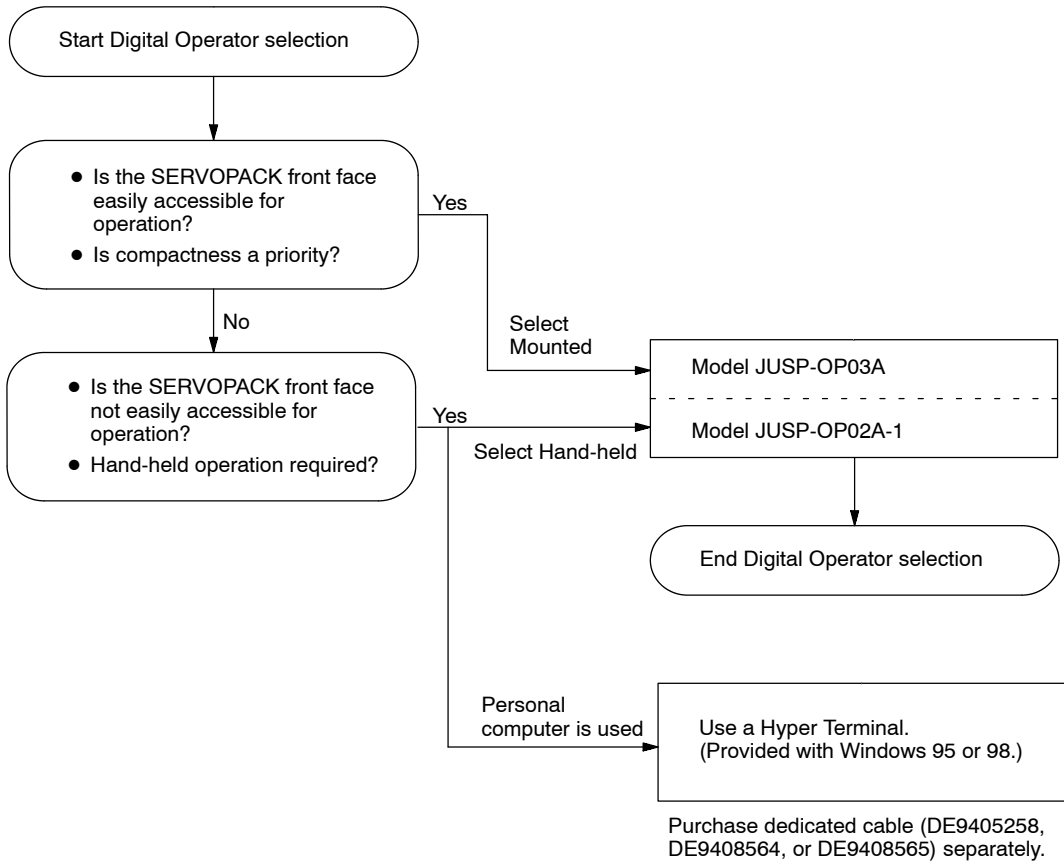 Start Digital Operator selection
● Is the SERVOPACK front face
easily accessible for
operation?
● Is compactness a priority?
Yes
No
Select
Mounted
● Is the SERVOPACK front face
not easily accessible for
operation?
● Hand-held operation required?
Yes
Select Hand-held
Model JUSP-OP03A
Model JUSP-OP02A-1
End Digital Operator selection
Personal
computer is used
Use a Hyper Terminal.
(Provided with Windows 95 or 98.)
Purchase dedicated cable (DE9405258,
DE9408564, or DE9408565) separately.